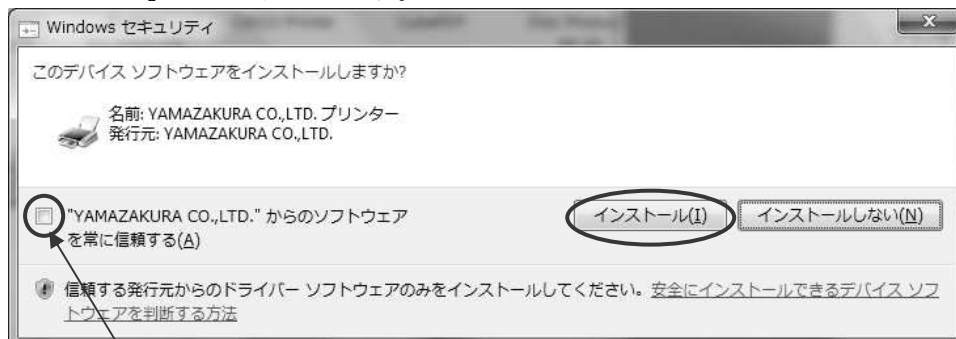 Windows セキュリティ
このデバイス ソフトウェアをインストールしますか?
名前: YAMAZAKURA CO.,LTD. プリンター
発行元: YAMAZAKURA CO.,LTD.
"YAMAZAKURA CO.,LTD." からのソフトウェア
を常に信頼する(A)
インストール(I)
インストールしない(N)
信頼する発行元からのドライバー ソフトウェアのみをインストールしてください。安全にインストールできるデバイス ソフ
トウェアを判断する方法